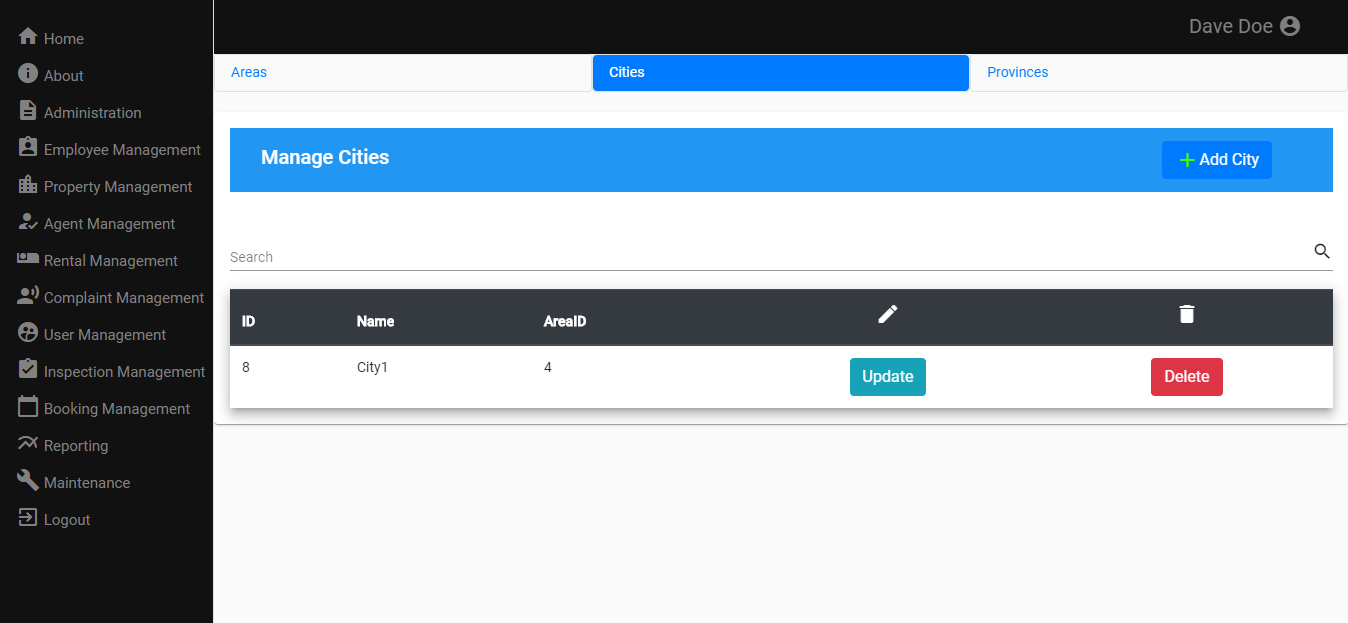 Dave Doe
Home
About
Administration
Employee Management
Property Management
Agent Management
Rental Management
Complaint Management
User Management
Inspection Management
Booking Management
Reporting
Maintenance
Logout
Areas Cities Provinces
Manage Cities
Add City
Search
ID Name AreaID
8 City1 4 Update Delete